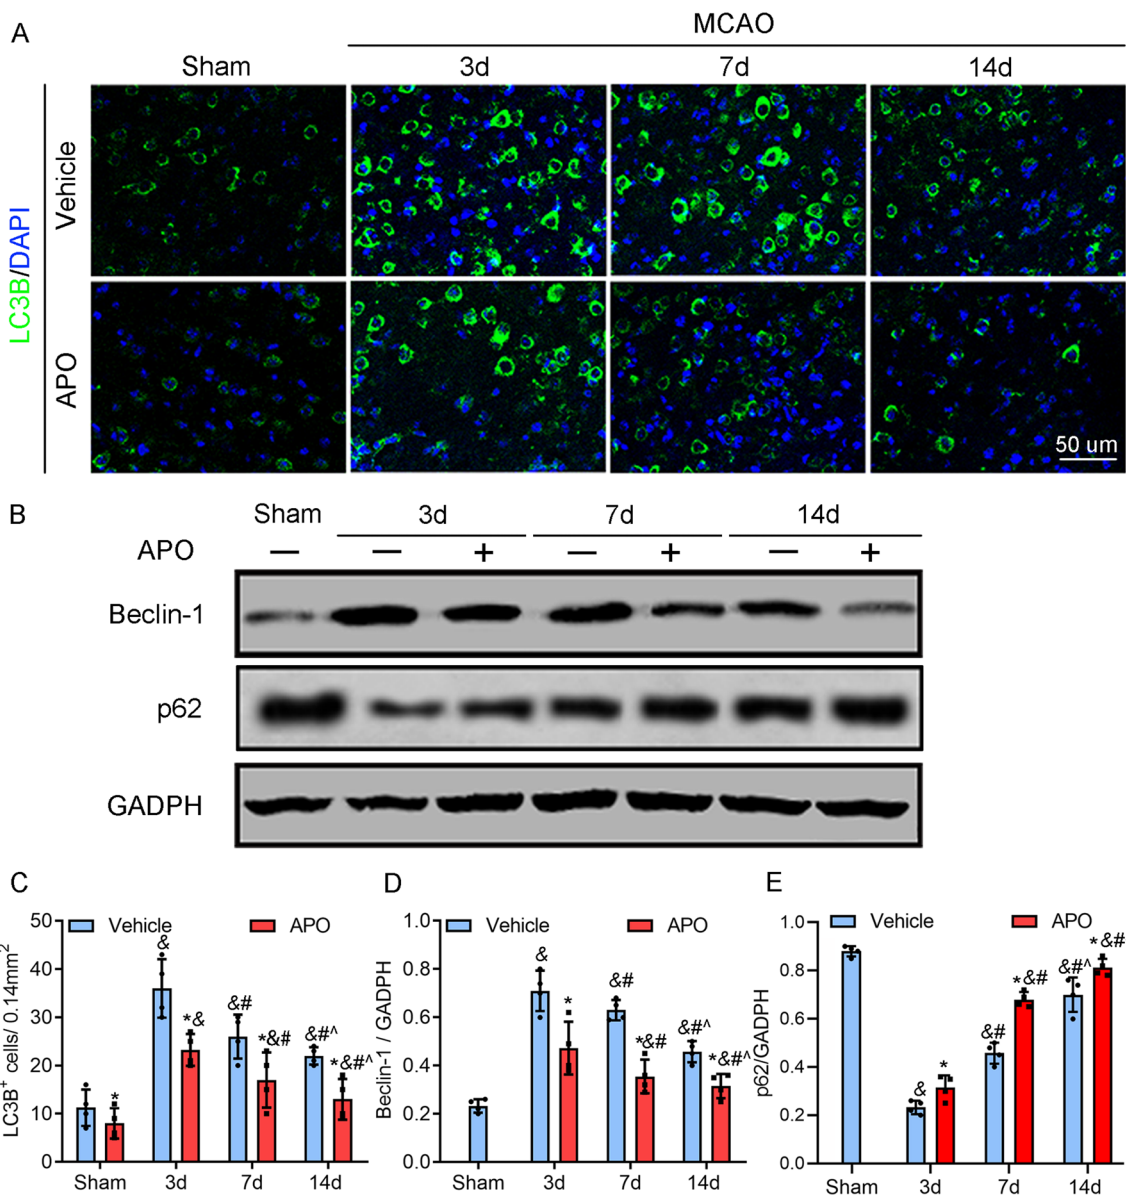 A
MCAO
Sham 3d 7d 14d
Vehicle
APO
LC3B/DAPI
50 um
B
Sham 3d 7d 14d
APO — — + — + — +
Beclin-1
p62
GADPH
C
Vehicle APO
LC3B+ cells/ 0.14mm2
50
40
30
20
10
0
& *& &# *&# &#^ *&#^
*
Sham 3d 7d 14d
D
Vehicle APO
Beclin-1 / GADPH
1.0
0.8
0.6
0.4
0.2
0.0
& * &# *&# &#^ *&#^
Sham 3d 7d 14d
E
Vehicle APO
p62/GADPH
1.0
0.8
0.6
0.4
0.2
0.0
& * &# *&# &#^ *&#
Sham 3d 7d 14d